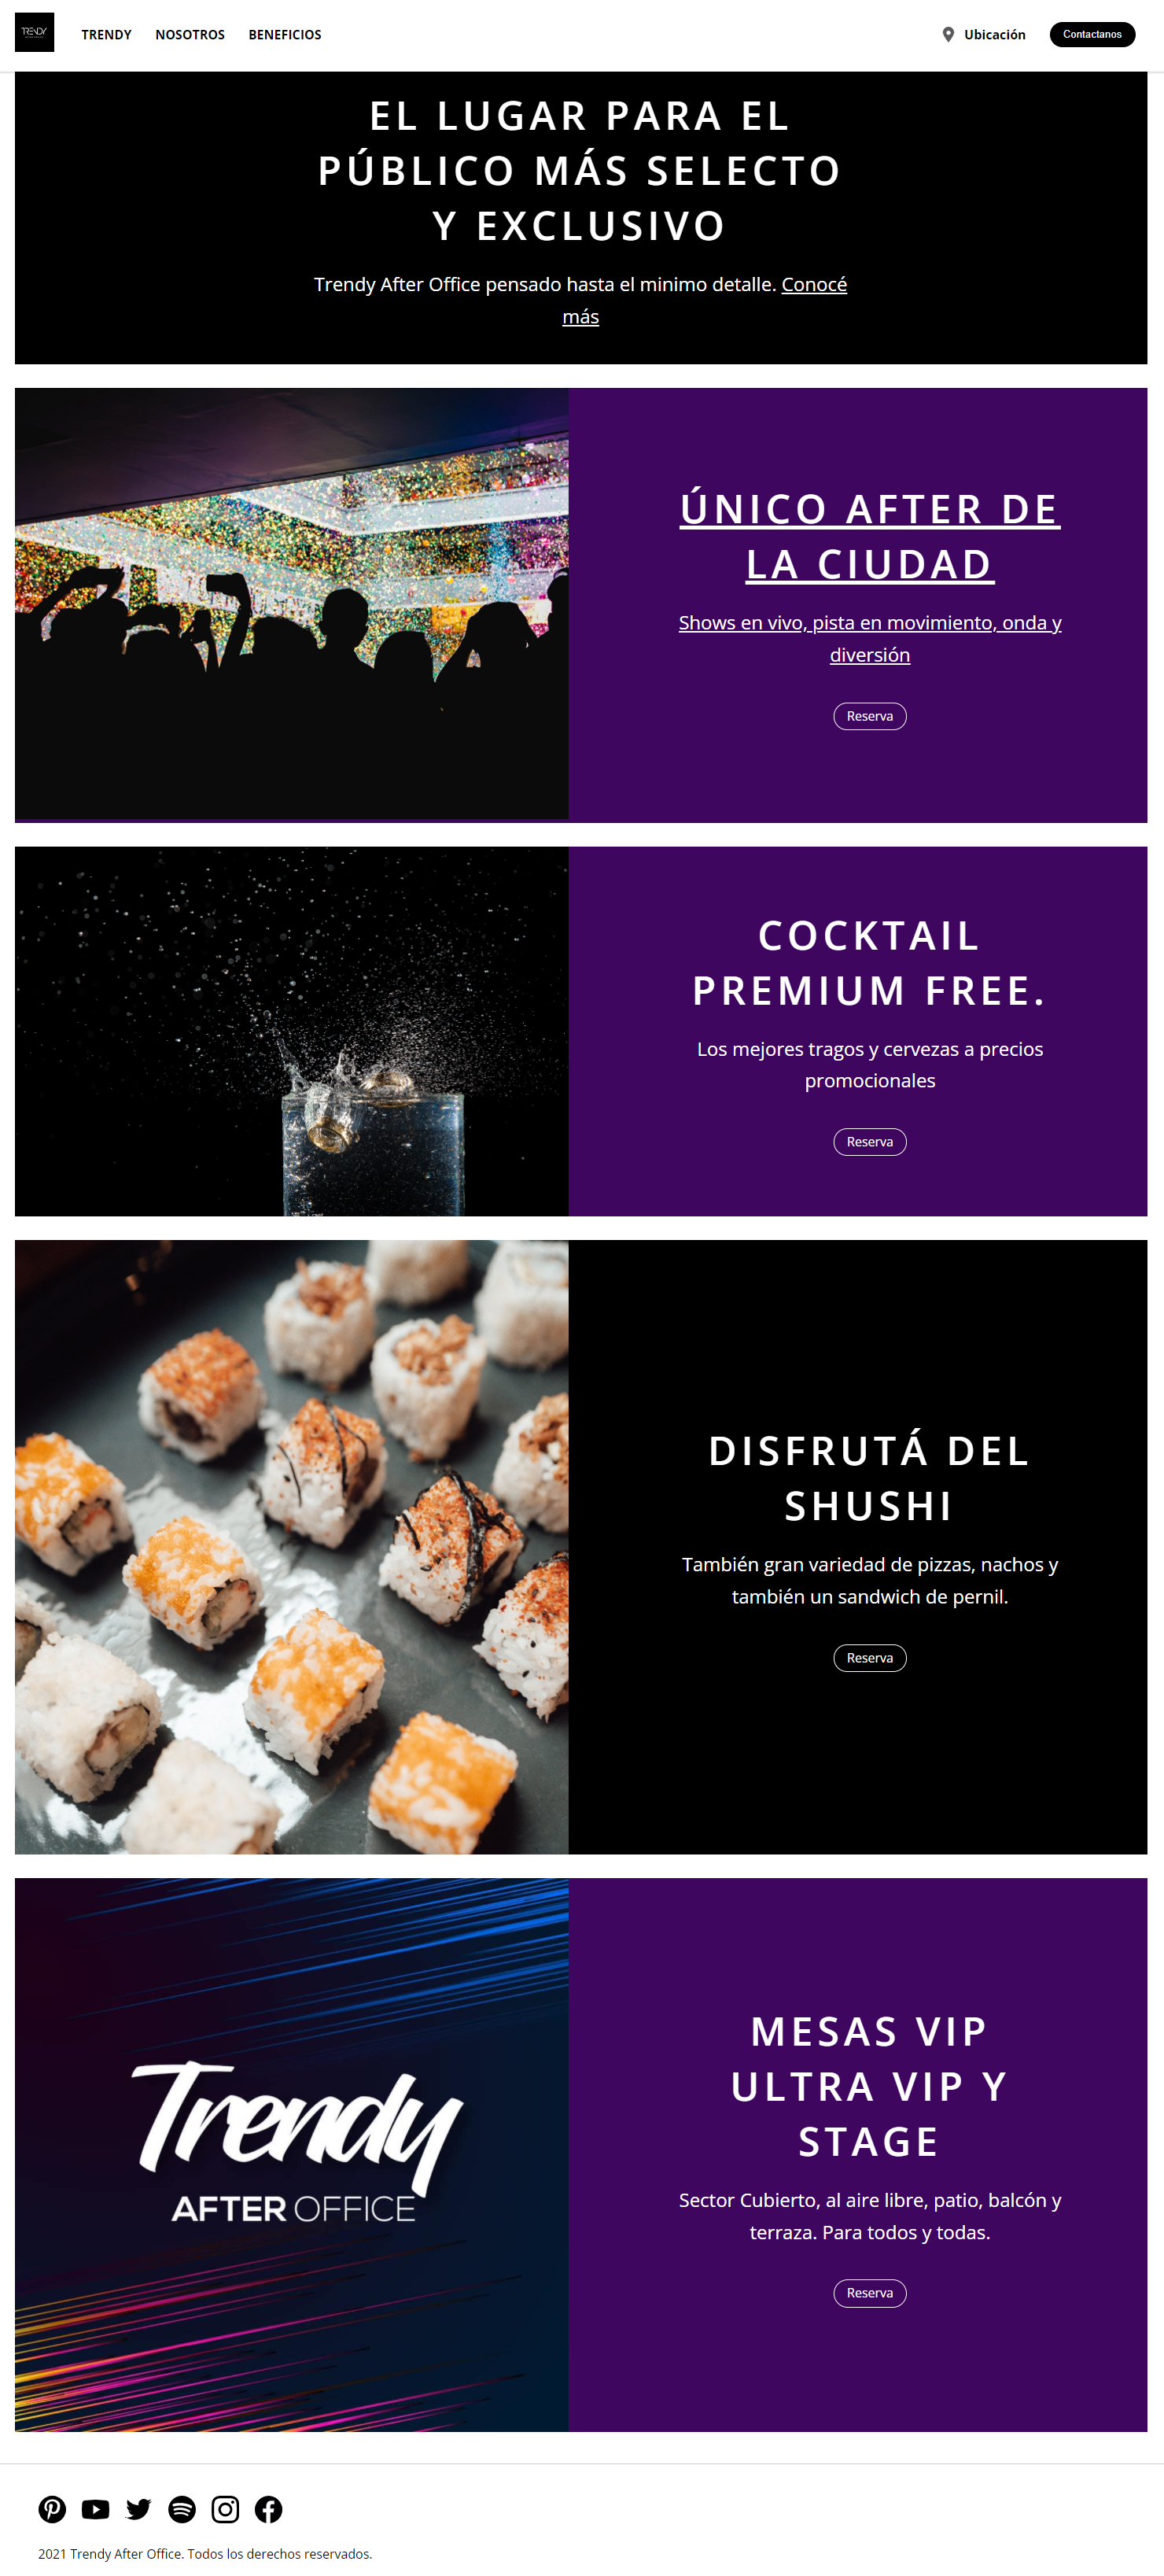 TRENDY
AFTER OFFICE
TRENDY NOSOTROS BENEFICIOS Ubicación Contactanos
EL LUGAR PARA EL
PÚBLICO MÁS SELECTO
Y EXCLUSIVO
Trendy After Office pensado hasta el minimo detalle. Conocé
más
ÚNICO AFTER DE
LA CIUDAD
Shows en vivo, pista en movimiento, onda y
diversión
Reserva
COCKTAIL
PREMIUM FREE.
Los mejores tragos y cervezas a precios
promocionales
Reserva
DISFRUTÁ DEL
SHUSHI
También gran variedad de pizzas, nachos y
también un sandwich de pernil.
Reserva
Trendy
AFTER OFFICE
MESAS VIP
ULTRA VIP Y
STAGE
Sector Cubierto, al aire libre, patio, balcón y
terraza. Para todos y todas.
Reserva
2021 Trendy After Office. Todos los derechos reservados.